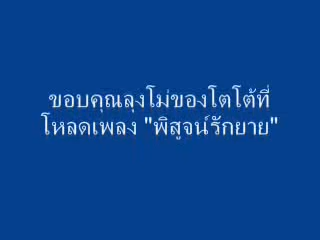 ขอบคุณลุงโม่ของโตโต้ที่
โหลดเพลง "พิสูจน์รักยาย"